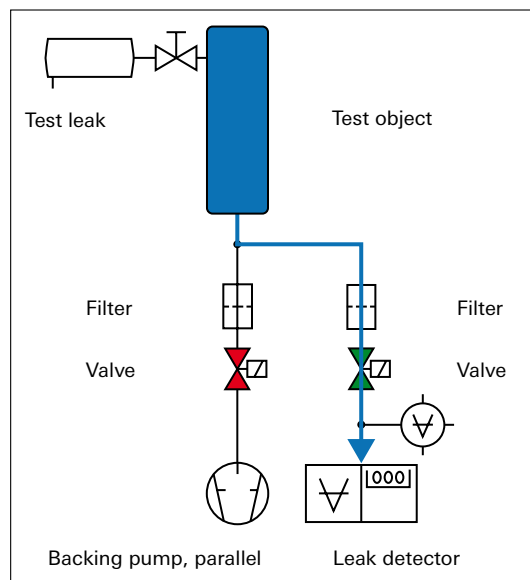 Test leak
Test object
Filter
Filter
Valve
Valve
Backing pump, parallel
Leak detector